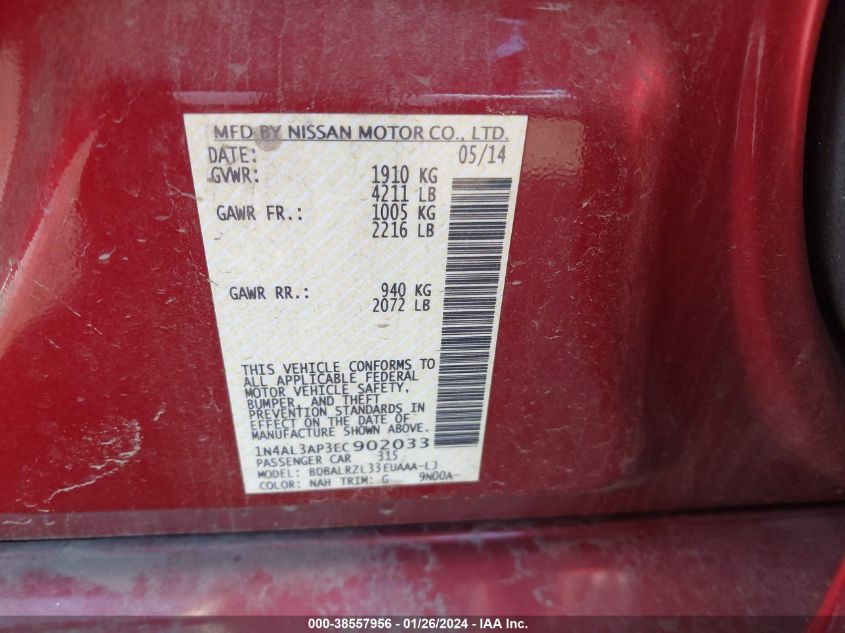 MFD BY NISSAN MOTOR CO., LTD.
DATE: 05/14
GVWR: 1910 KG
4211 LB
GAWR FR.: 1005 KG
2216 LB
GAWR RR.: 940 KG
2072 LB
THIS VEHICLE CONFORMS TO
ALL APPLICABLE FEDERAL
MOTOR VEHICLE SAFETY,
BUMPER, AND THEFT
PREVENTION STANDARDS IN
EFFECT ON THE DATE OF
MANUFACTURE SHOWN ABOVE.
1N4AL3AP3EC902033
PASSENGER CAR 315
MODEL: BDBALRZL33EUAAA-LJ
COLOR: NAH TRIM: G 9N00A-
000-38557956 - 01/26/2024 - IAA Inc.